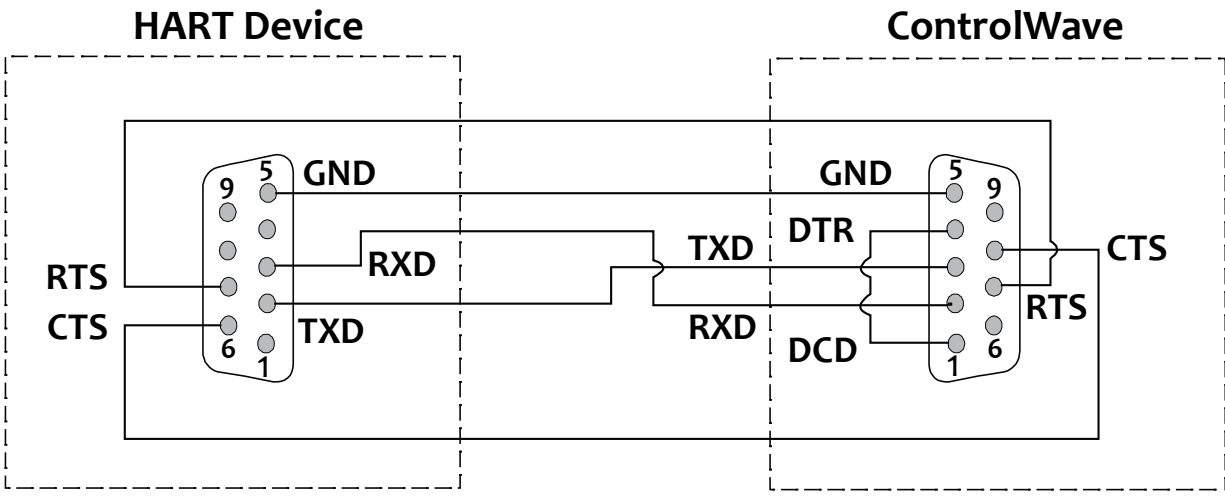 HART Device
ControlWave
5
GND
GND
5
9
9
DTR
TXD
CTS
RXD
RTS
RTS
CTS
TXD
RXD
DCD
6
1
6
1